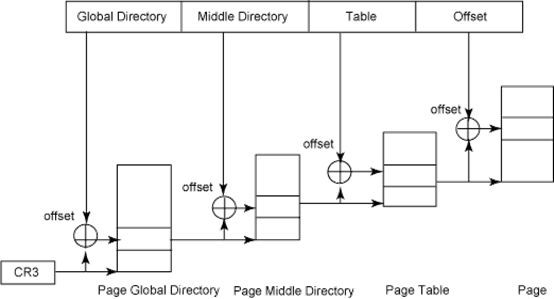 Global Directory Middle Directory Table Offset
offset
offset
offset
offset
CR3
Page Global Directory Page Middle Directory Page Table Page